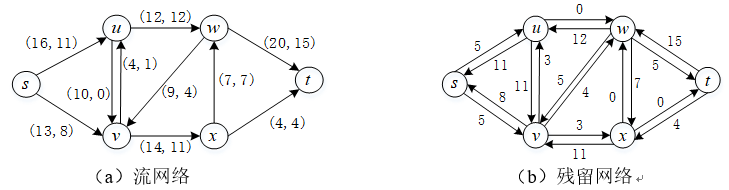 u (12, 12) w
(16, 11) (4, 1) (20, 15)
s (10, 0) (9, 4) (7, 7) t
(13, 8) (4, 4)
v (14, 11) x
（a）流网络
0
u w
5 12 15
11 3 5
s 5 t
8 11 4 0 7 0
5 3 4
v x
11
（b）残留网络